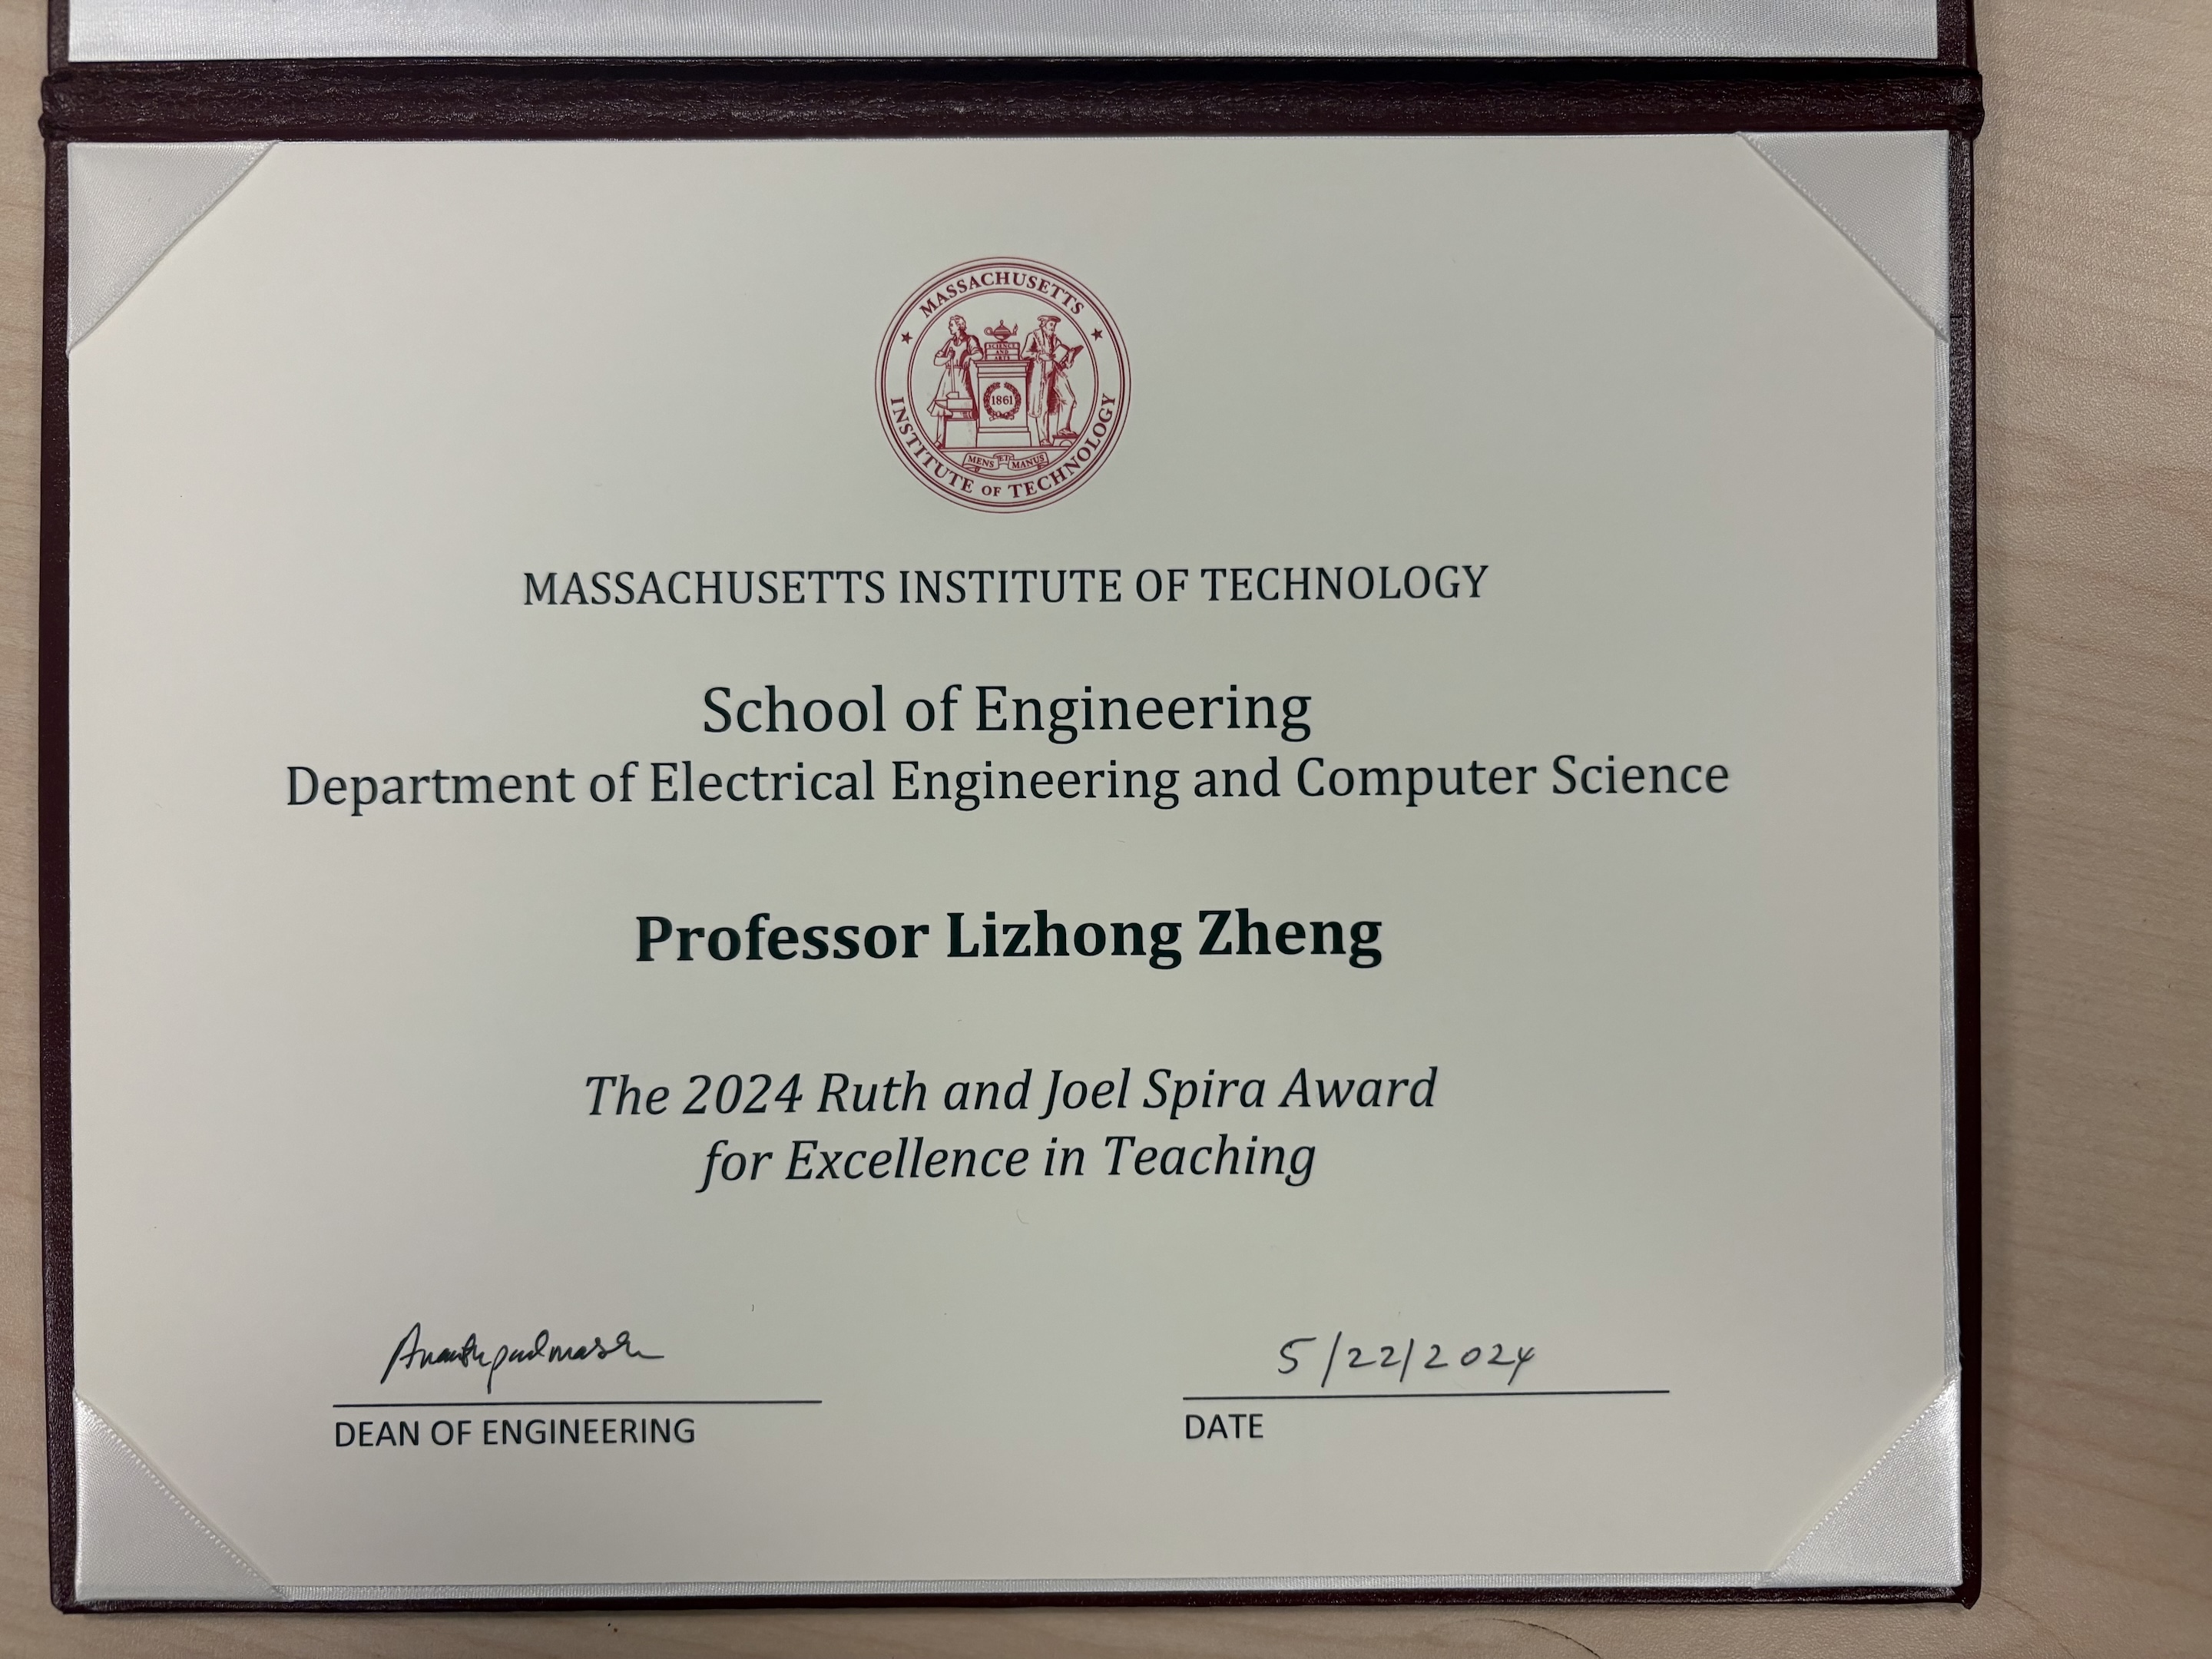 MASSACHUSETTS
INSTITUTE OF TECHNOLOGY
SCIENCE
AND
ARTS
1861
MENS ET MANUS
MASSACHUSETTS INSTITUTE OF TECHNOLOGY
School of Engineering
Department of Electrical Engineering and Computer Science
Professor Lizhong Zheng
The 2024 Ruth and Joel Spira Award
for Excellence in Teaching
5/22/2024
DEAN OF ENGINEERING
DATE